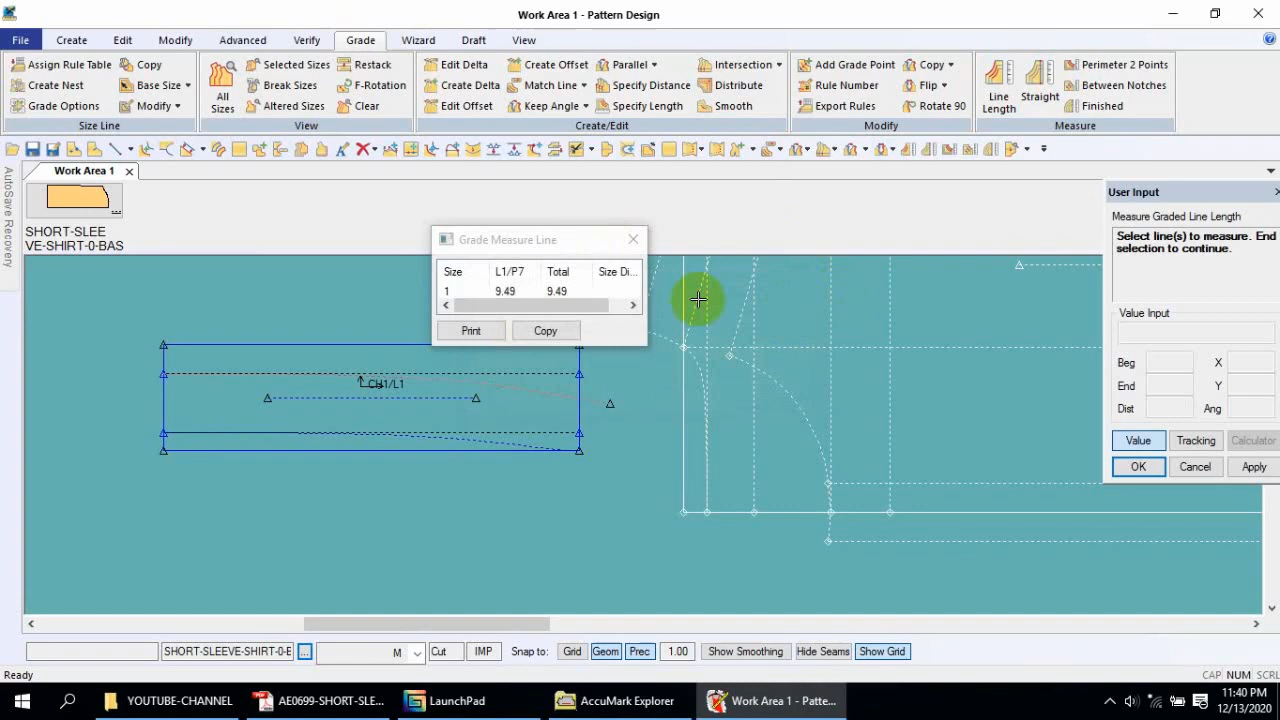 Work Area 1 - Pattern Design
File Create Edit Modify Advanced Verify Grade Wizard Draft View
Assign Rule Table Copy Selected Sizes Restack Edit Delta Create Offset Parallel Intersection Add Grade Point Copy Perimeter 2 Points
Create Nest Base Size Break Sizes F-Rotation Create Delta Match Line Specify Distance Distribute Rule Number Flip Between Notches
Grade Options Modify All Sizes Altered Sizes Clear Edit Offset Keep Angle Specify Length Smooth Export Rules Rotate 90 Line Length Straight Finished
Size Line View Create/Edit Modify Measure
Work Area 1
AutoSave Recovery
SHORT-SLEE
VE-SHIRT-0-BAS
User Input
Measure Graded Line Length
Select line(s) to measure. End
selection to continue.
Grade Measure Line
Size L1/P7 Total Size Di...
1 9.49 9.49
Print Copy
Value Input
Beg X
End Y
Dist Ang
Value Tracking Calculator
OK Cancel Apply
SHORT-SLEEVE-SHIRT-0-E ... M Cut IMP Snap to: Grid Geom Prec 1.00 Show Smoothing Hide Seams Show Grid
Ready CAP NUM SCRL
YOUTUBE-CHANNEL AE0699-SHORT-SLE... LaunchPad AccuMark Explorer Work Area 1 - Patte...
11:40 PM
12/13/2020